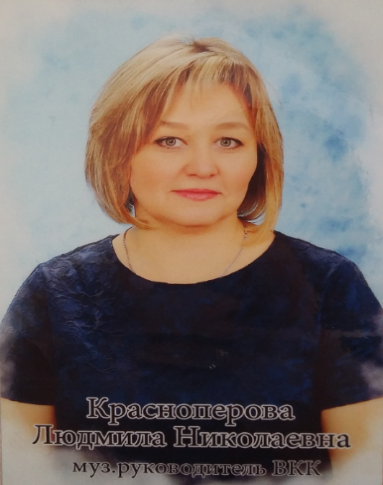 Красноперова
Людмила Николаевна
муз.руководитель ВКК